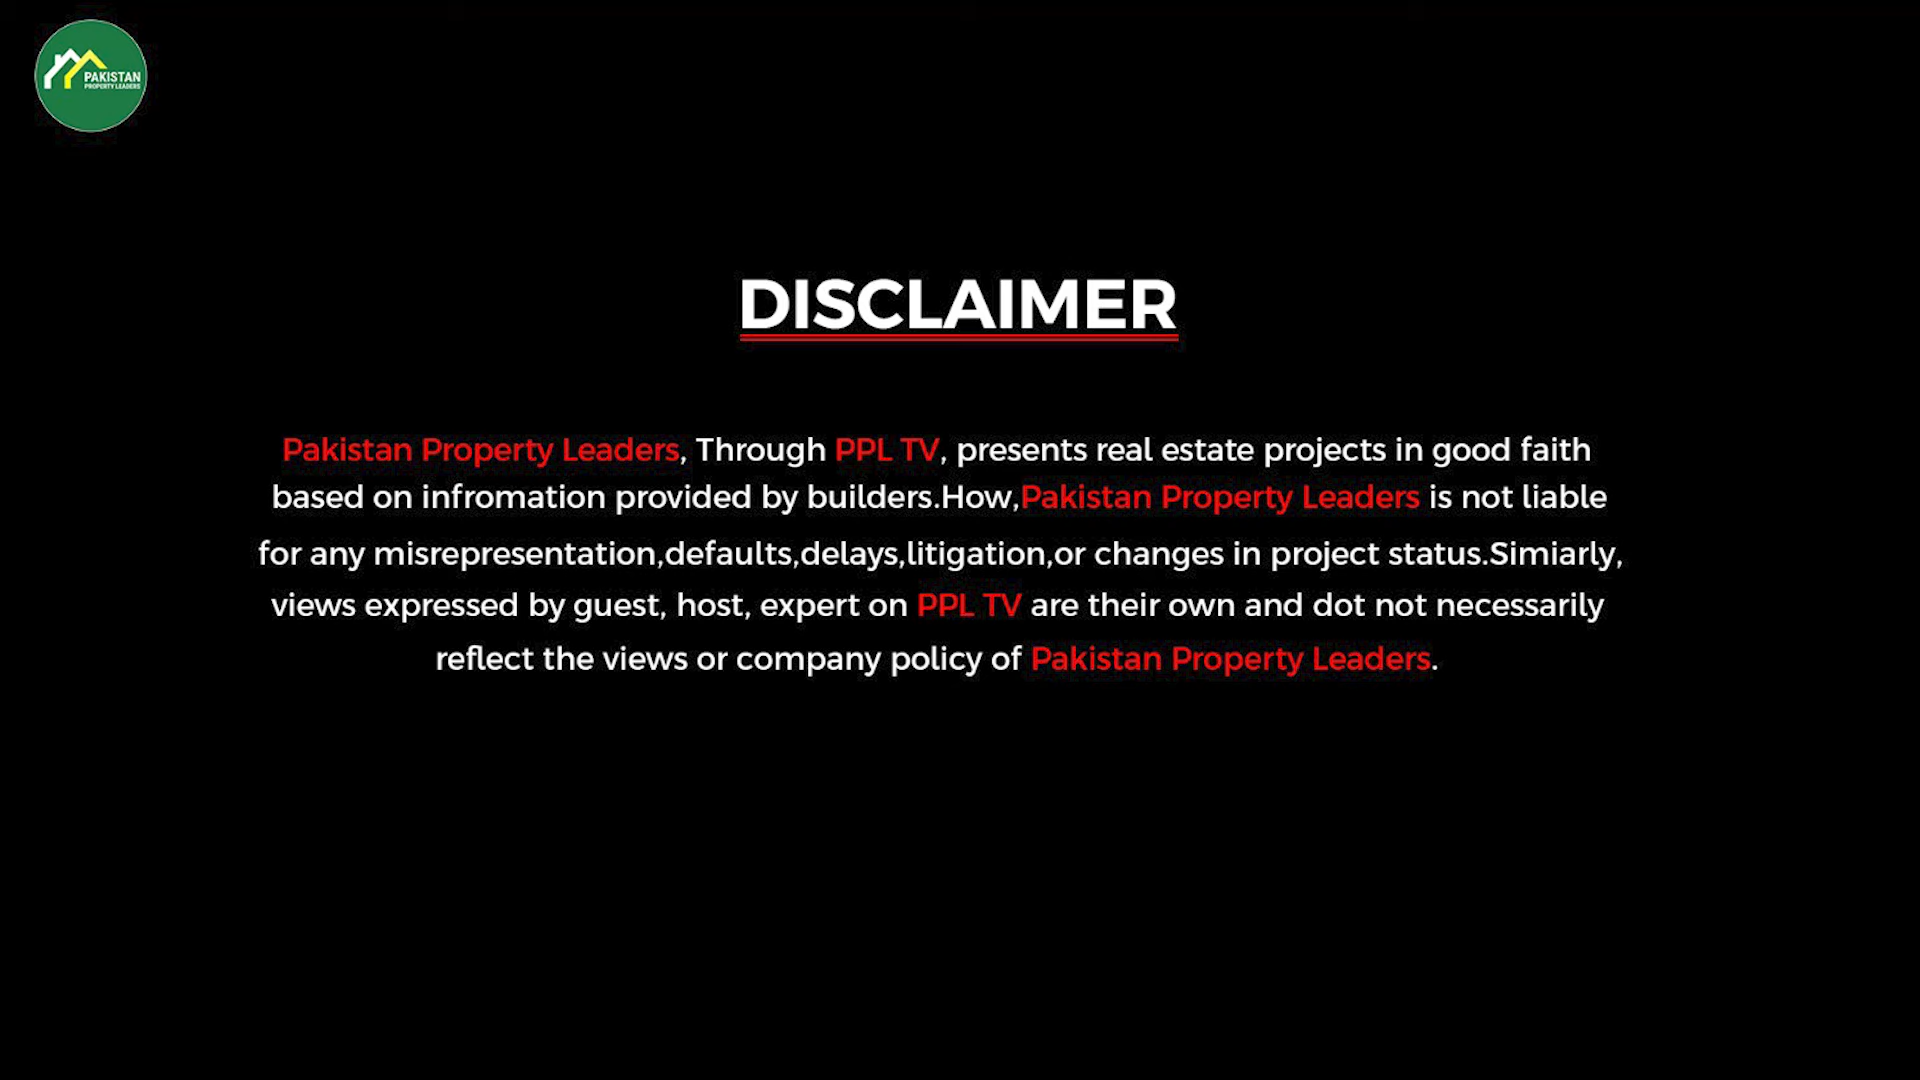 PAKISTAN
PROPERTY LEADERS
DISCLAIMER
Pakistan Property Leaders, Through PPL TV, presents real estate projects in good faith
based on infromation provided by builders.How,Pakistan Property Leaders is not liable
for any misrepresentation,defaults,delays,litigation,or changes in project status.Simiarly,
views expressed by guest, host, expert on PPL TV are their own and dot not necessarily
reflect the views or company policy of Pakistan Property Leaders.